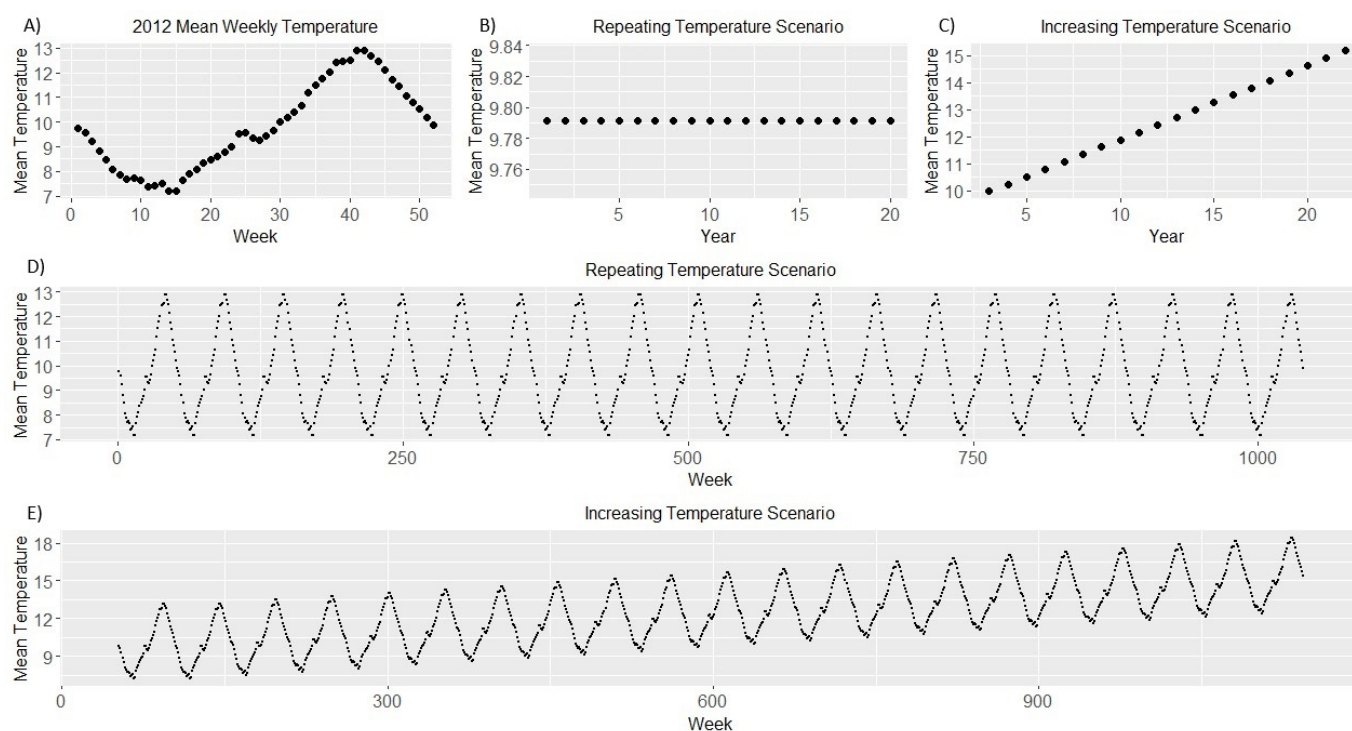 A) 2012 Mean Weekly Temperature
Mean Temperature
13
12
11
10
9
8
7
0 10 20 30 40 50
Week
B) Repeating Temperature Scenario
Mean Temperature
9.84
9.82
9.80
9.78
9.76
5 10 15 20
Year
C) Increasing Temperature Scenario
Mean Temperature
15
14
13
12
11
10
5 10 15 20
Year
D) Repeating Temperature Scenario
Mean Temperature
13
12
11
10
9
8
7
0 250 500 750 1000
Week
E) Increasing Temperature Scenario
Mean Temperature
18
15
12
9
0 300 600 900
Week